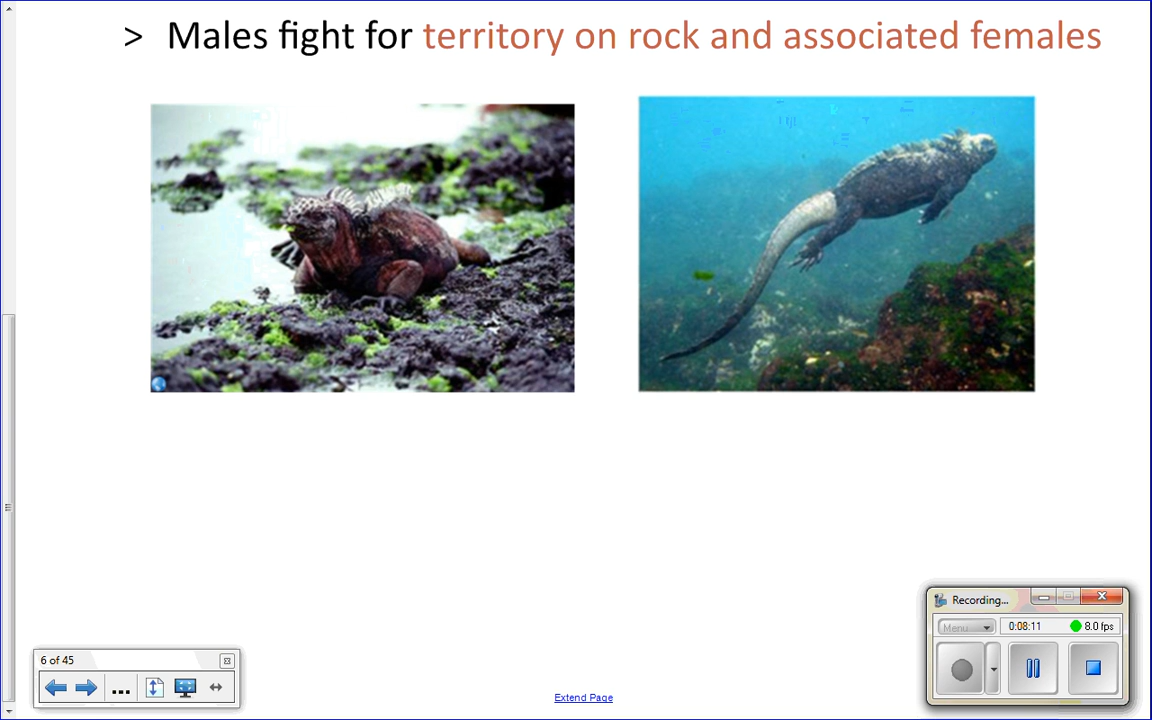 > Males fight for territory on rock and associated females
Recording...
Menu
0:08:11
8.0 fps
6 of 45
...
Extend Page